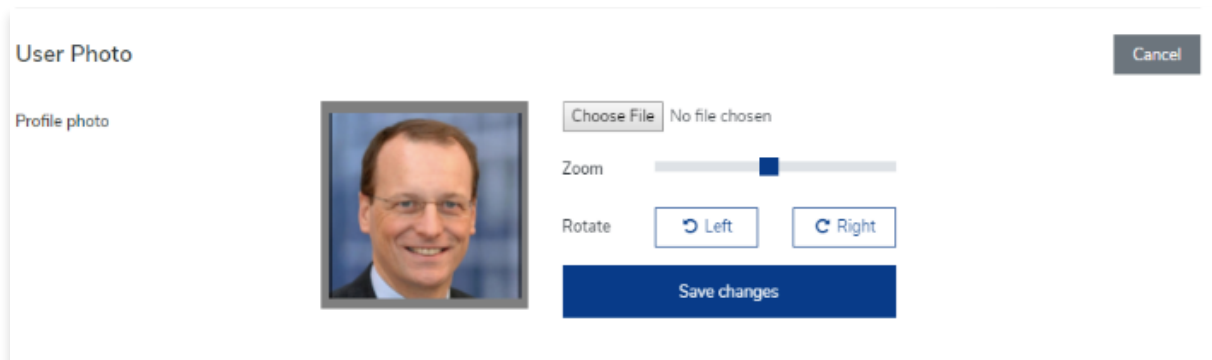 User Photo
Cancel
Profile photo
Choose File No file chosen
Zoom
Rotate
Left
Right
Save changes